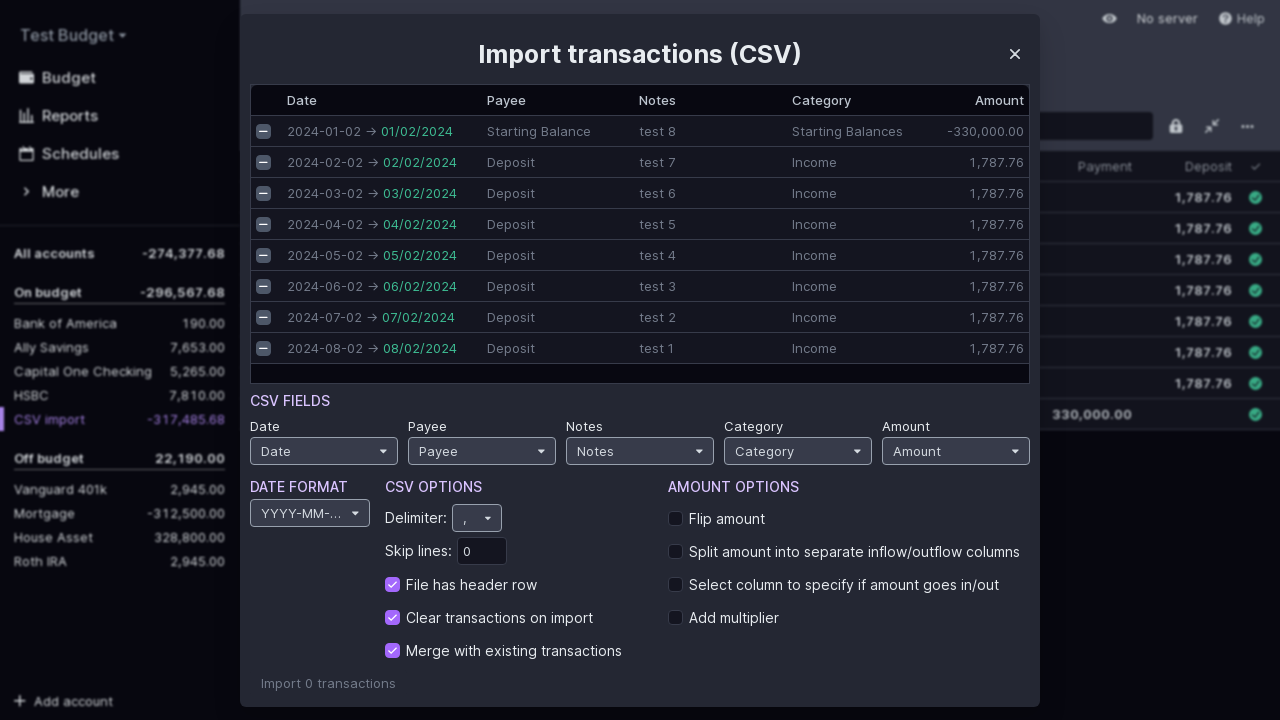 Test Budget
Budget
Reports
Schedules
More
All accounts -274,377.68
On budget -296,567.68
Bank of America 190.00
Ally Savings 7,653.00
Capital One Checking 5,265.00
HSBC 7,810.00
CSV import -317,485.68
Off budget 22,190.00
Vanguard 401k 2,945.00
Mortgage -312,500.00
House Asset 328,800.00
Roth IRA 2,945.00
Add account
No server Help
Payment Deposit
1,787.76
1,787.76
1,787.76
1,787.76
1,787.76
1,787.76
1,787.76
330,000.00
Import transactions (CSV)
Date Payee Notes Category Amount
2024-01-02 → 01/02/2024 Starting Balance test 8 Starting Balances -330,000.00
2024-02-02 → 02/02/2024 Deposit test 7 Income 1,787.76
2024-03-02 → 03/02/2024 Deposit test 6 Income 1,787.76
2024-04-02 → 04/02/2024 Deposit test 5 Income 1,787.76
2024-05-02 → 05/02/2024 Deposit test 4 Income 1,787.76
2024-06-02 → 06/02/2024 Deposit test 3 Income 1,787.76
2024-07-02 → 07/02/2024 Deposit test 2 Income 1,787.76
2024-08-02 → 08/02/2024 Deposit test 1 Income 1,787.76
CSV FIELDS
Date Payee Notes Category Amount
Date Payee Notes Category Amount
DATE FORMAT
YYYY-MM-...
CSV OPTIONS
Delimiter: ,
Skip lines: 0
File has header row
Clear transactions on import
Merge with existing transactions
AMOUNT OPTIONS
Flip amount
Split amount into separate inflow/outflow columns
Select column to specify if amount goes in/out
Add multiplier
Import 0 transactions